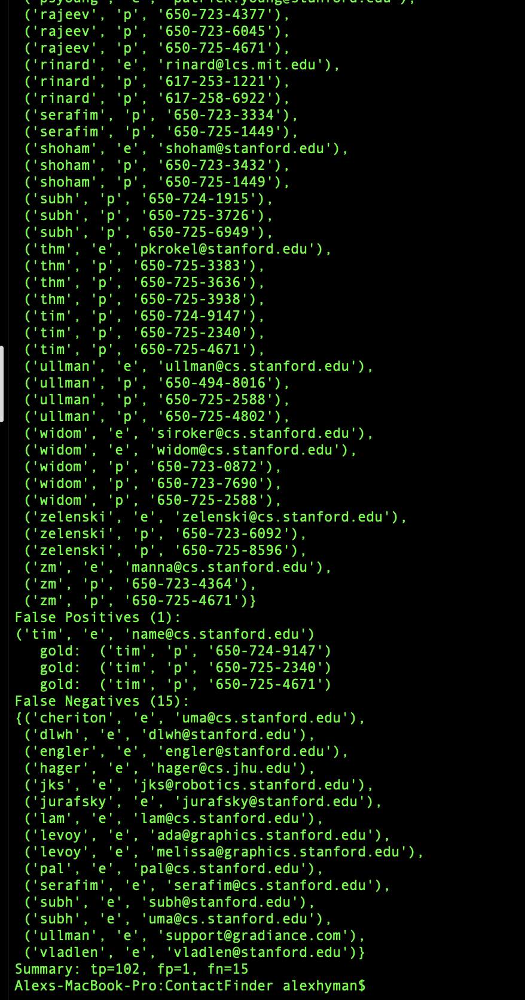 ('psyoung', 'e', 'patrick.young@stanford.edu'),
('rajeev', 'p', '650-723-4377'),
('rajeev', 'p', '650-723-6045'),
('rajeev', 'p', '650-725-4671'),
('rinard', 'e', 'rinard@lcs.mit.edu'),
('rinard', 'p', '617-253-1221'),
('rinard', 'p', '617-258-6922'),
('serafim', 'p', '650-723-3334'),
('serafim', 'p', '650-725-1449'),
('shoham', 'e', 'shoham@stanford.edu'),
('shoham', 'p', '650-723-3432'),
('shoham', 'p', '650-725-1449'),
('subh', 'p', '650-724-1915'),
('subh', 'p', '650-725-3726'),
('subh', 'p', '650-725-6949'),
('thm', 'e', 'pkrokel@stanford.edu'),
('thm', 'p', '650-725-3383'),
('thm', 'p', '650-725-3636'),
('thm', 'p', '650-725-3938'),
('tim', 'p', '650-724-9147'),
('tim', 'p', '650-725-2340'),
('tim', 'p', '650-725-4671'),
('ullman', 'e', 'ullman@cs.stanford.edu'),
('ullman', 'p', '650-494-8016'),
('ullman', 'p', '650-725-2588'),
('ullman', 'p', '650-725-4802'),
('widom', 'e', 'siroker@cs.stanford.edu'),
('widom', 'e', 'widom@cs.stanford.edu'),
('widom', 'p', '650-723-0872'),
('widom', 'p', '650-723-7690'),
('widom', 'p', '650-725-2588'),
('zelenski', 'e', 'zelenski@cs.stanford.edu'),
('zelenski', 'p', '650-723-6092'),
('zelenski', 'p', '650-725-8596'),
('zm', 'e', 'manna@cs.stanford.edu'),
('zm', 'p', '650-723-4364'),
('zm', 'p', '650-725-4671')}
False Positives (1):
('tim', 'e', 'name@cs.stanford.edu')
gold:  ('tim', 'p', '650-724-9147')
gold:  ('tim', 'p', '650-725-2340')
gold:  ('tim', 'p', '650-725-4671')
False Negatives (15):
{('cheriton', 'e', 'uma@cs.stanford.edu'),
('dlwh', 'e', 'dlwh@stanford.edu'),
('engler', 'e', 'engler@stanford.edu'),
('hager', 'e', 'hager@cs.jhu.edu'),
('jks', 'e', 'jks@robotics.stanford.edu'),
('jurafsky', 'e', 'jurafsky@stanford.edu'),
('lam', 'e', 'lam@cs.stanford.edu'),
('levoy', 'e', 'ada@graphics.stanford.edu'),
('levoy', 'e', 'melissa@graphics.stanford.edu'),
('pal', 'e', 'pal@cs.stanford.edu'),
('serafim', 'e', 'serafim@cs.stanford.edu'),
('subh', 'e', 'subh@stanford.edu'),
('subh', 'e', 'uma@cs.stanford.edu'),
('ullman', 'e', 'support@gradiance.com'),
('vladlen', 'e', 'vladlen@stanford.edu')}
Summary: tp=102, fp=1, fn=15
Alexs-MacBook-Pro:ContactFinder alexhyman$